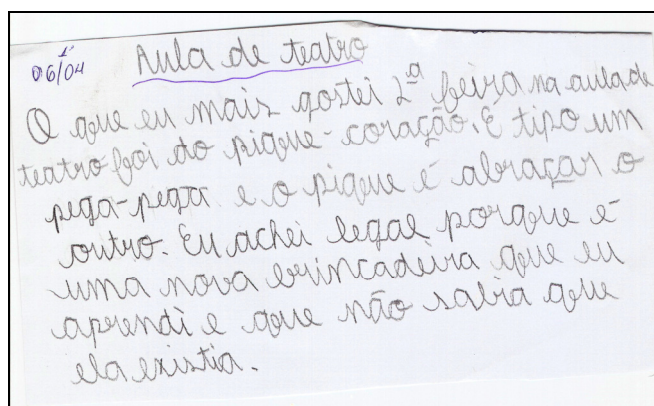 1ª
06/04 Aula de teatro
O que eu mais gostei 2ª feira na aula de
teatro foi do pique-coração. É tipo um
pega-pega e o pique é abraçar o
outro. Eu achei legal porque é
uma nova brincadeira que eu
aprendi e que não sabia que
ela existia.